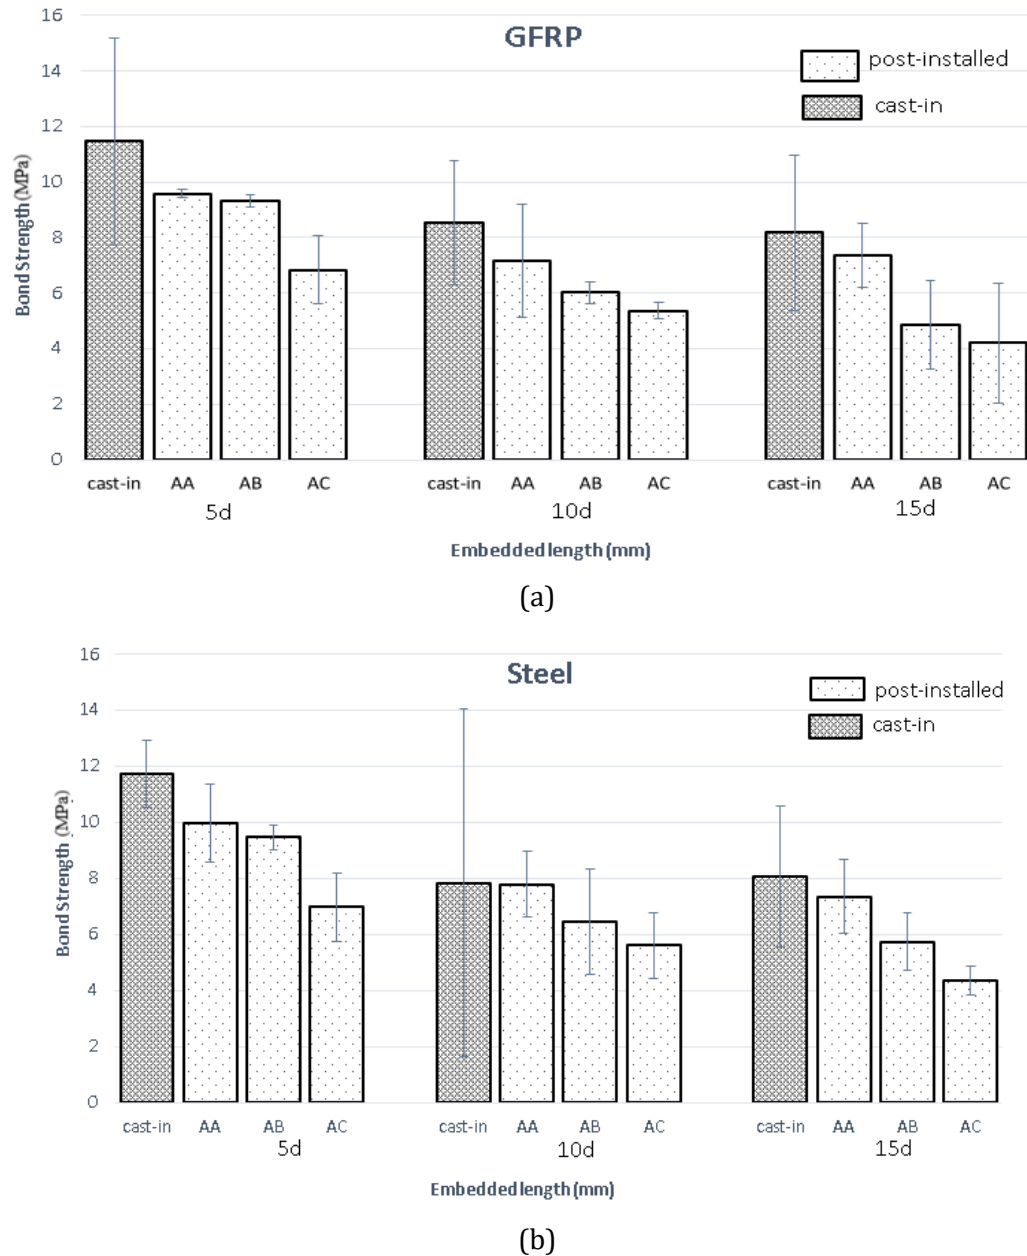 GFRP
16
14
12
10
8
6
4
2
0
Bond Strength (MPa)
post-installed
cast-in
cast-in AA AB AC cast-in AA AB AC cast-in AA AB AC
5d 10d 15d
Embedded length (mm)
(a)
Steel
16
14
12
10
8
6
4
2
0
Bond Strength (MPa)
post-installed
cast-in
cast-in AA AB AC cast-in AA AB AC cast-in AA AB AC
5d 10d 15d
Embedded length (mm)
(b)